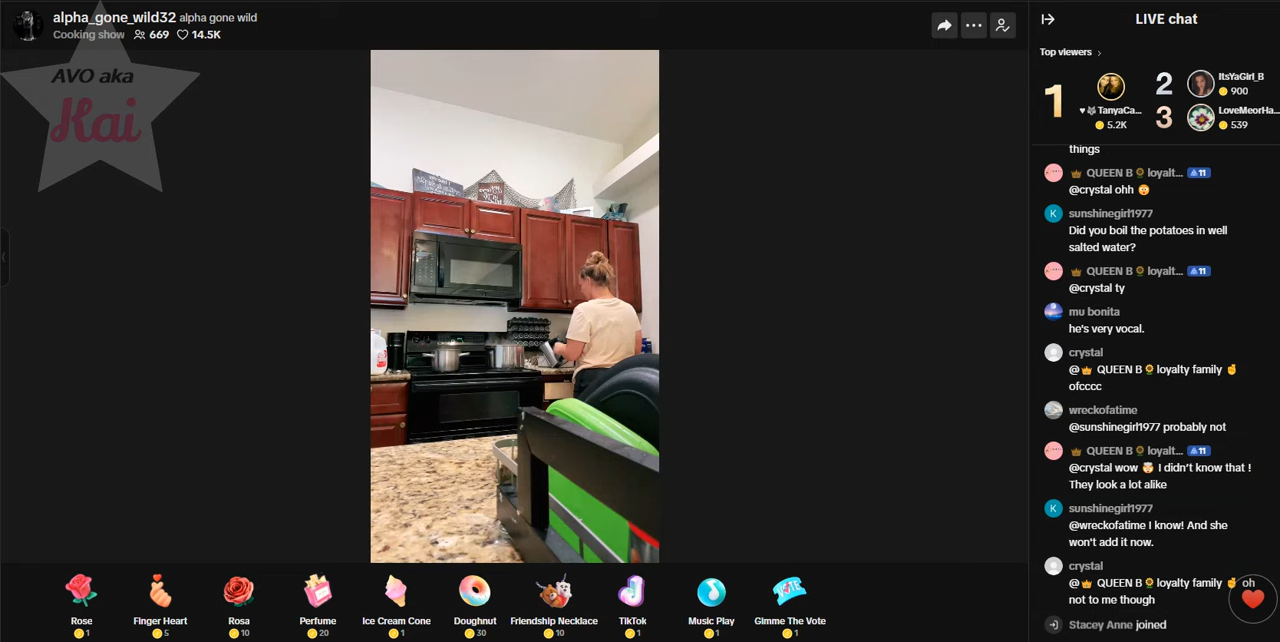 alpha_gone_wild32 alpha gone wild
Cooking show 669 14.5K
AVO aka
Kai
LIVE chat
Top viewers
1
TanyaCa...
5.2K
2
ItsYaGirl_B
900
3
LoveMeorHa...
539
things
QUEEN B loyalt... 11
@crystal ohh 😳
sunshinegirl1977
Did you boil the potatoes in well
salted water?
QUEEN B loyalt... 11
@crystal ty
mu bonita
he's very vocal.
crystal
@👑 QUEEN B🌻loyalty family ✌
ofcccc
wreckofatime
@sunshinegirl1977 probably not
QUEEN B loyalt... 11
@crystal wow 🤯 I didn't know that !
They look a lot alike
sunshinegirl1977
@wreckofatime I know! And she
won't add it now.
crystal
@👑 QUEEN B🌻loyalty family ✌ oh
not to me though
Stacey Anne joined
Rose
1
Finger Heart
5
Rosa
10
Perfume
20
Ice Cream Cone
1
Doughnut
30
Friendship Necklace
10
TikTok
1
Music Play
1
Gimme The Vote
1